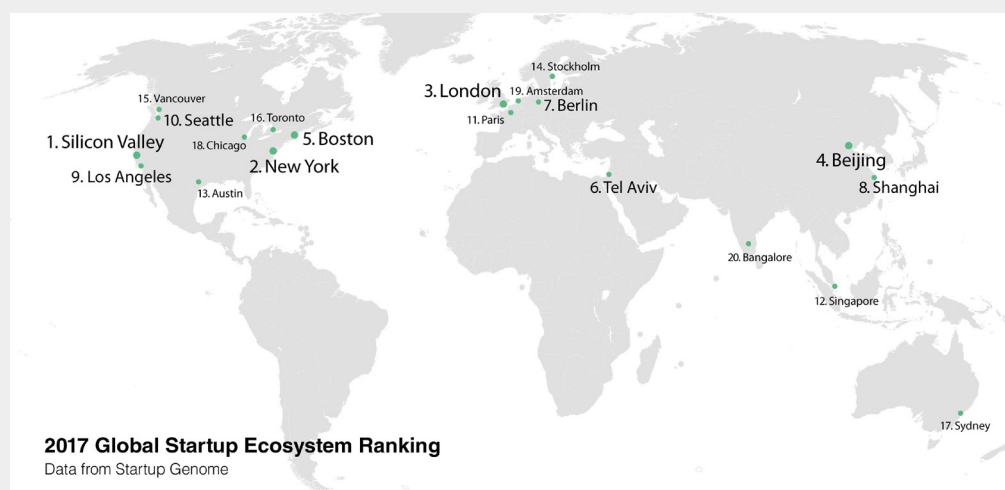 14. Stockholm
3. London
19. Amsterdam
7. Berlin
11. Paris
15. Vancouver
10. Seattle
16. Toronto
1. Silicon Valley
18. Chicago
5. Boston
2. New York
9. Los Angeles
13. Austin
4. Beijing
6. Tel Aviv
8. Shanghai
20. Bangalore
12. Singapore
17. Sydney
2017 Global Startup Ecosystem Ranking
Data from Startup Genome